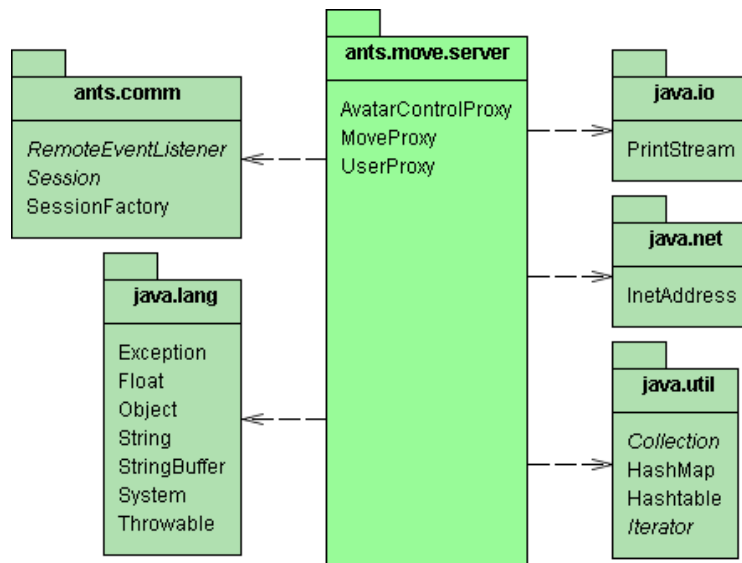 ants.comm
RemoteEventListener
Session
SessionFactory
java.lang
Exception
Float
Object
String
StringBuffer
System
Throwable
ants.move.server
AvatarControlProxy
MoveProxy
UserProxy
java.io
PrintStream
java.net
InetAddress
java.util
Collection
HashMap
Hashtable
Iterator